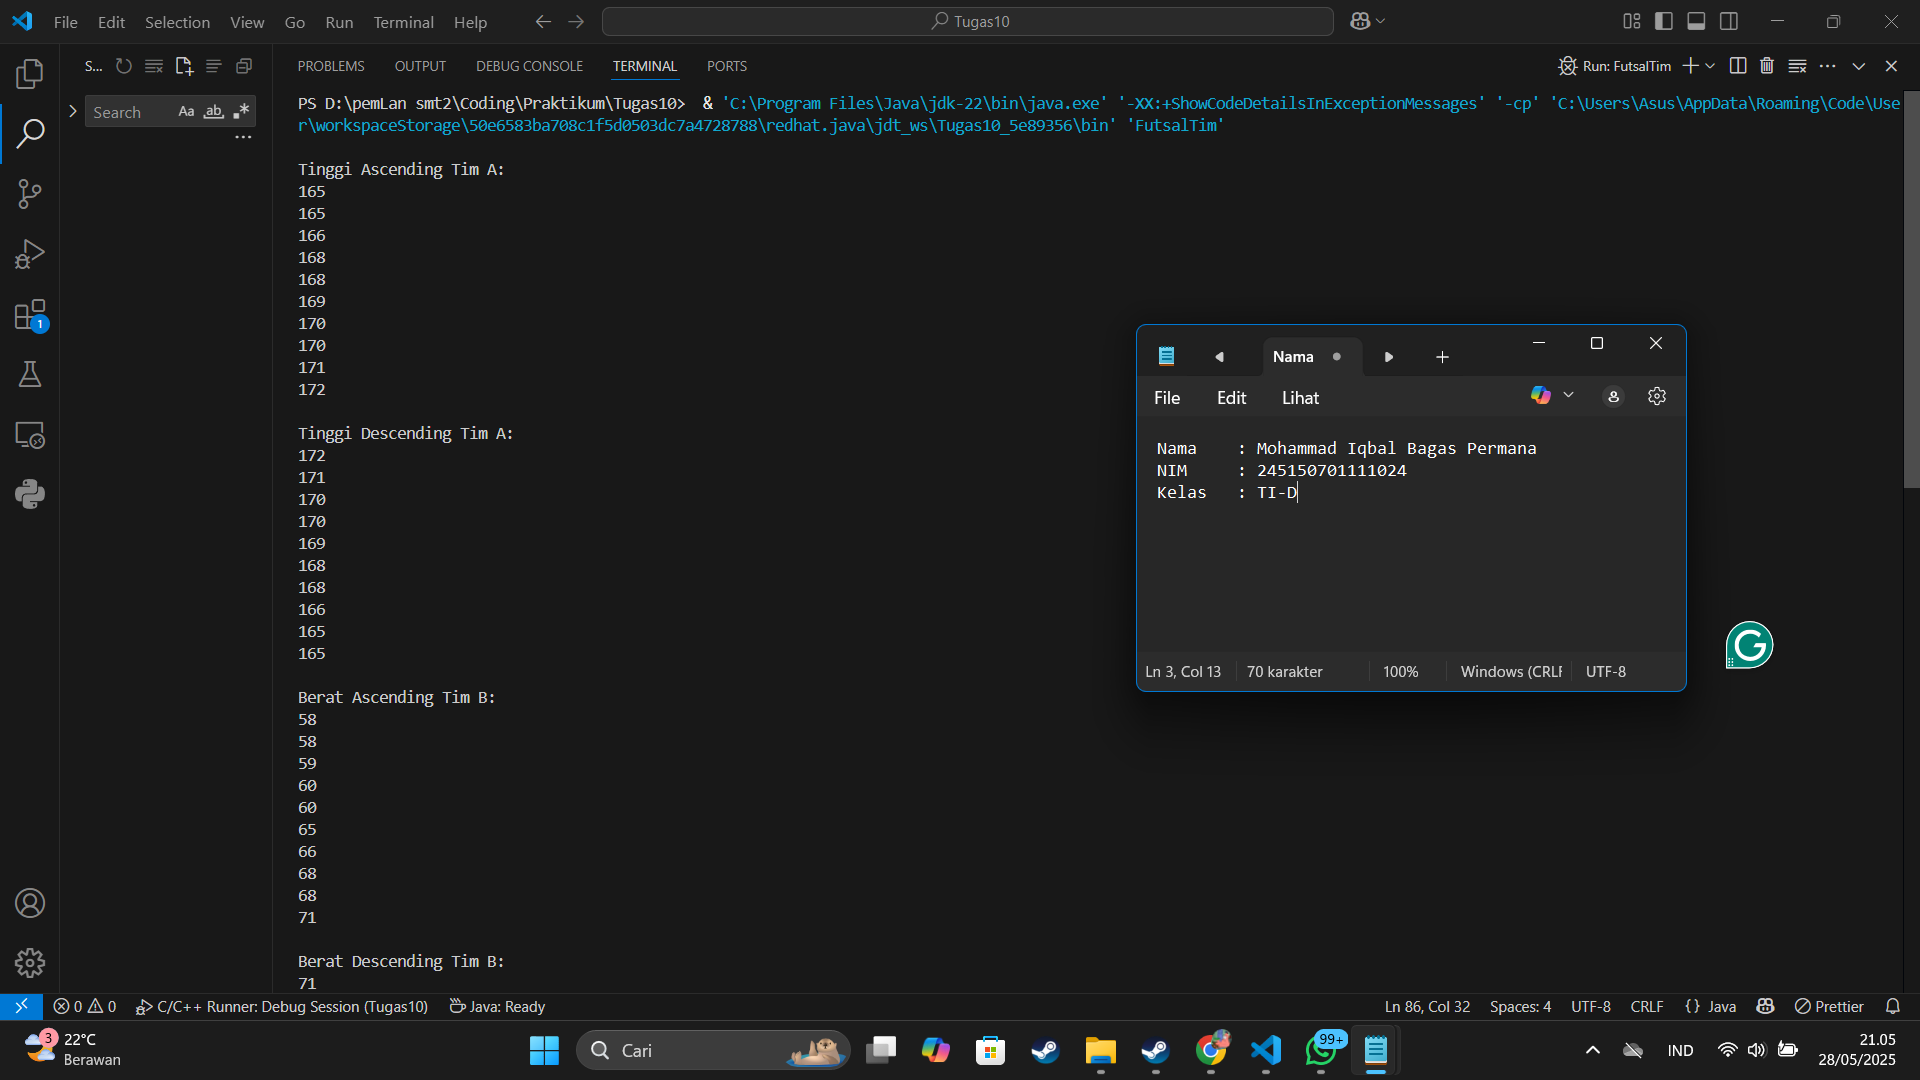 File Edit Selection View Go Run Terminal Help
Tugas10
S...
Search
Aa ab .*
PROBLEMS OUTPUT DEBUG CONSOLE TERMINAL PORTS
Run: FutsalTim
PS D:\pemLan smt2\Coding\Praktikum\Tugas10>  & 'C:\Program Files\Java\jdk-22\bin\java.exe' '-XX:+ShowCodeDetailsInExceptionMessages' '-cp' 'C:\Users\Asus\AppData\Roaming\Code\Use
r\workspaceStorage\50e6583ba708c1f5d0503dc7a4728788\redhat.java\jdt_ws\Tugas10_5e89356\bin' 'FutsalTim'
Tinggi Ascending Tim A:
165
165
166
168
168
169
170
170
171
172
Tinggi Descending Tim A:
172
171
170
170
169
168
168
166
165
165
Berat Ascending Tim B:
58
58
59
60
60
65
66
68
68
71
Berat Descending Tim B:
71
Nama
File Edit Lihat
Nama : Mohammad Iqbal Bagas Permana
NIM : 245150701111024
Kelas : TI-D
Ln 3, Col 13 70 karakter 100% Windows (CRLF UTF-8
1
0 0 C/C++ Runner: Debug Session (Tugas10) Java: Ready
Ln 86, Col 32 Spaces: 4 UTF-8 CRLF {} Java Prettier
3
22°C
Berawan
Cari
99+
IND
21.05
28/05/2025